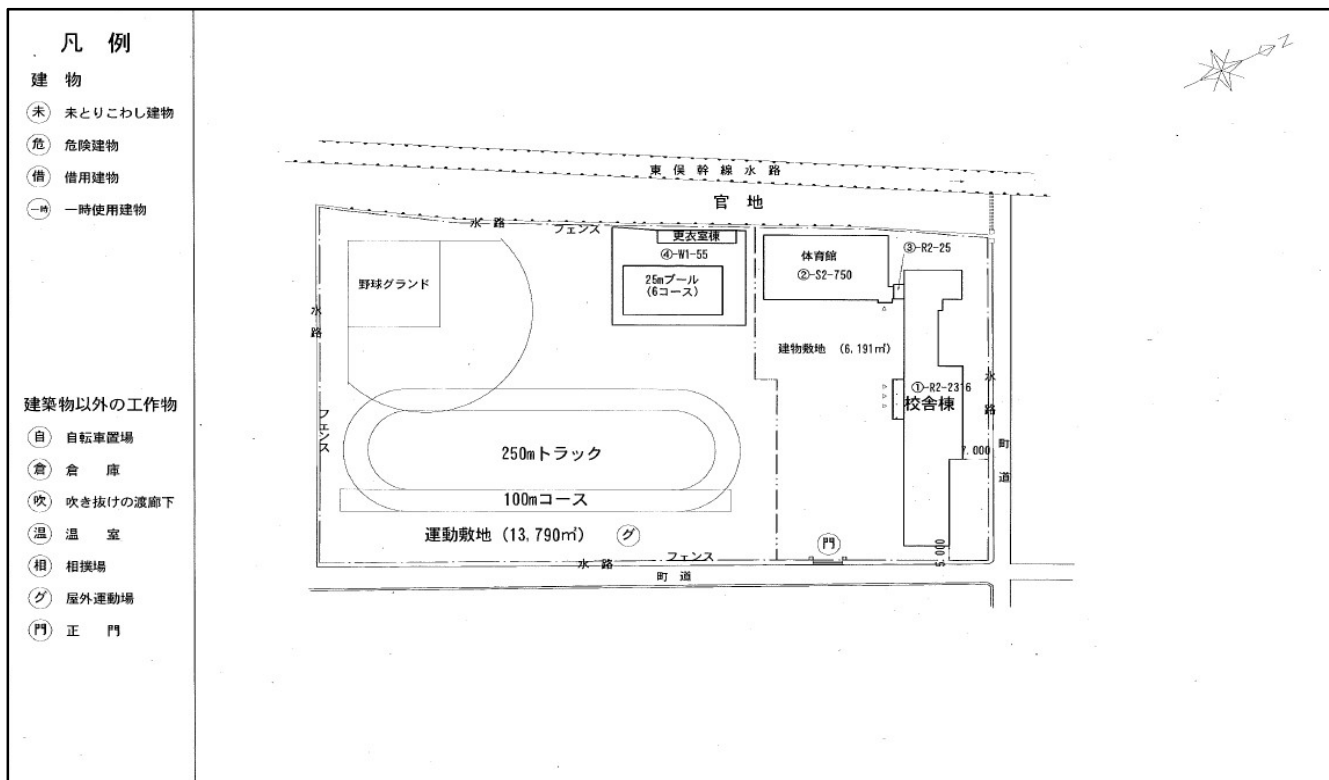 凡 例
建 物
未 未とりこわし建物
危 危険建物
借 借用建物
一時 一時使用建物
建築物以外の工作物
自 自転車置場
倉 倉 庫
吹 吹き抜けの渡廊下
温 温 室
相 相撲場
グ 屋外運動場
門 正 門
N
東俣幹線水路
官地
水路
フェンス
更衣室棟
④-W1-55
25mプール
(6コース)
体育館
②-S2-750
③-R2-25
野球グランド
水路
建物敷地 (6,191㎡)
①-R2-2316
校舎棟
水路
フェンス
250mトラック
7.000
町道
100mコース
運動敷地 (13,790㎡)
グ
門
5.000
水路
フェンス
町道